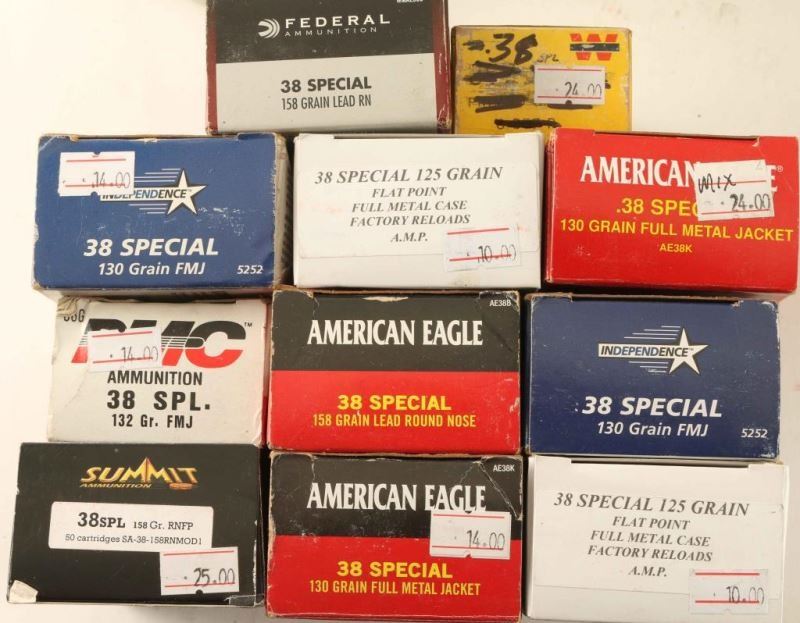 FEDERAL
AMMUNITION
38 SPECIAL
158 GRAIN LEAD RN
.38 SPL
W
24.00
14.00
INDEPENDENCE™
38 SPECIAL
130 Grain FMJ
5252
38 SPECIAL 125 GRAIN
FLAT POINT
FULL METAL CASE
FACTORY RELOADS
A.M.P.
10.00
AMERICAN
mix
24.00
.38 SPEC
130 GRAIN FULL METAL JACKET
AE38K
38G
PMC™
14.00
AMMUNITION
38 SPL.
132 Gr. FMJ
AE38B
AMERICAN EAGLE
38 SPECIAL
158 GRAIN LEAD ROUND NOSE
INDEPENDENCE™
38 SPECIAL
130 Grain FMJ
5252
SUMMIT
AMMUNITION
38SPL 158 Gr. RNFP
50 cartridges SA-38-158RNMOD1
25.00
AE38K
AMERICAN EAGLE
14.00
38 SPECIAL
130 GRAIN FULL METAL JACKET
38 SPECIAL 125 GRAIN
FLAT POINT
FULL METAL CASE
FACTORY RELOADS
A.M.P.
10.00